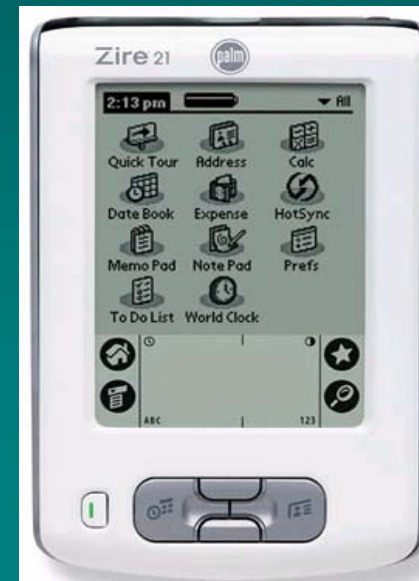 Zire 21 palm
2:13 pm All
Quick Tour Address Calc
Date Book Expense HotSync
Memo Pad Note Pad Prefs
To Do List World Clock
ABC 123